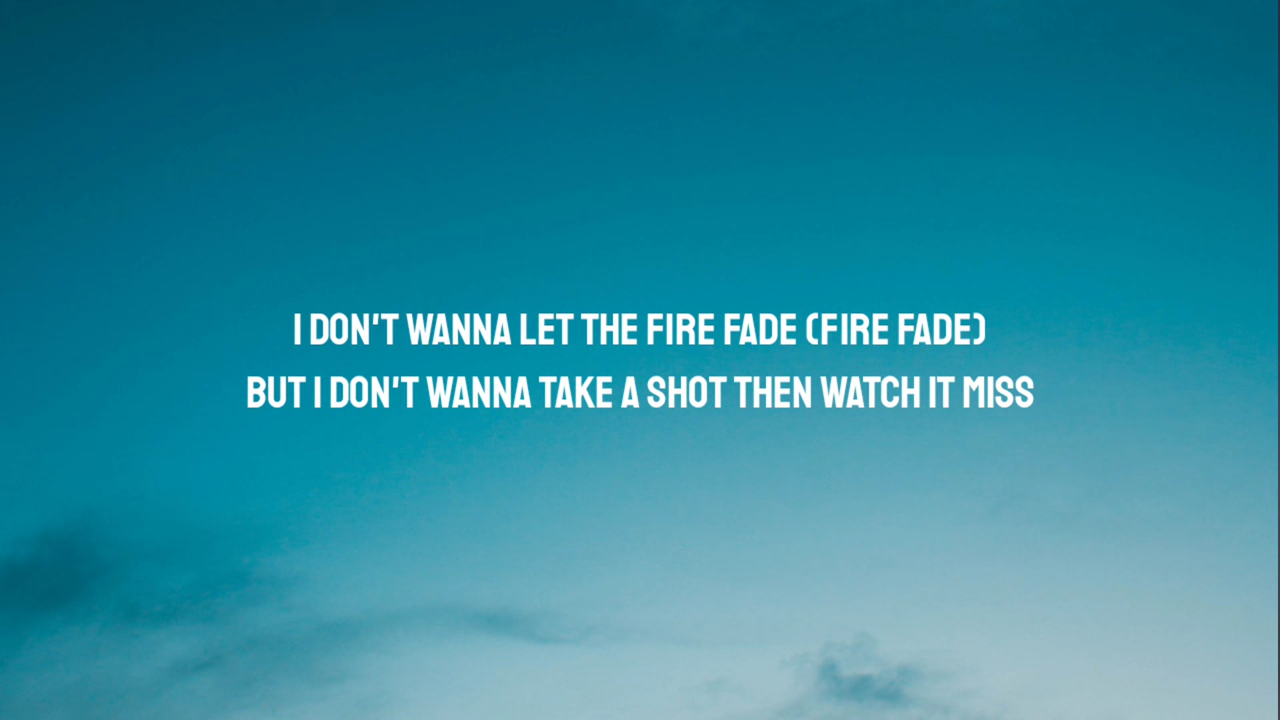 I DON'T WANNA LET THE FIRE FADE (FIRE FADE)
BUT I DON'T WANNA TAKE A SHOT THEN WATCH IT MISS